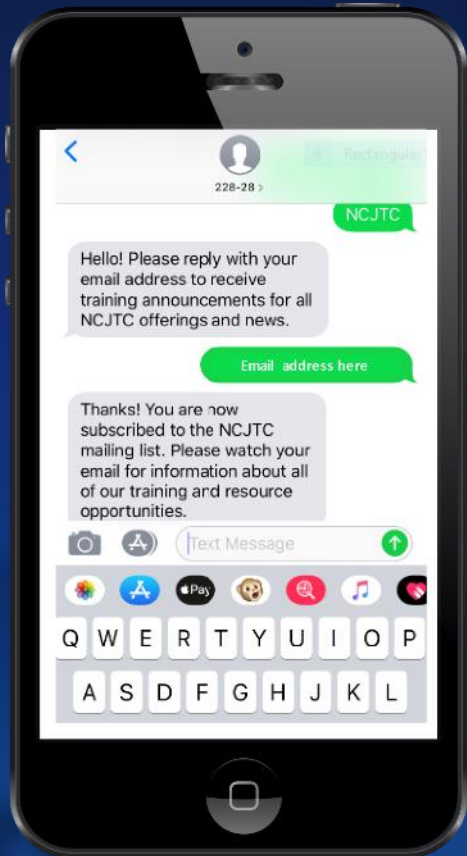 Rectangular
228-28 >
NCJTC
Hello! Please reply with your
email address to receive
training announcements for all
NCJTC offerings and news.
Email address here
Thanks! You are now
subscribed to the NCJTC
mailing list. Please watch your
email for information about all
of our training and resource
opportunities.
Text Message
Pay
Q W E R T Y U I O P
A S D F G H J K L